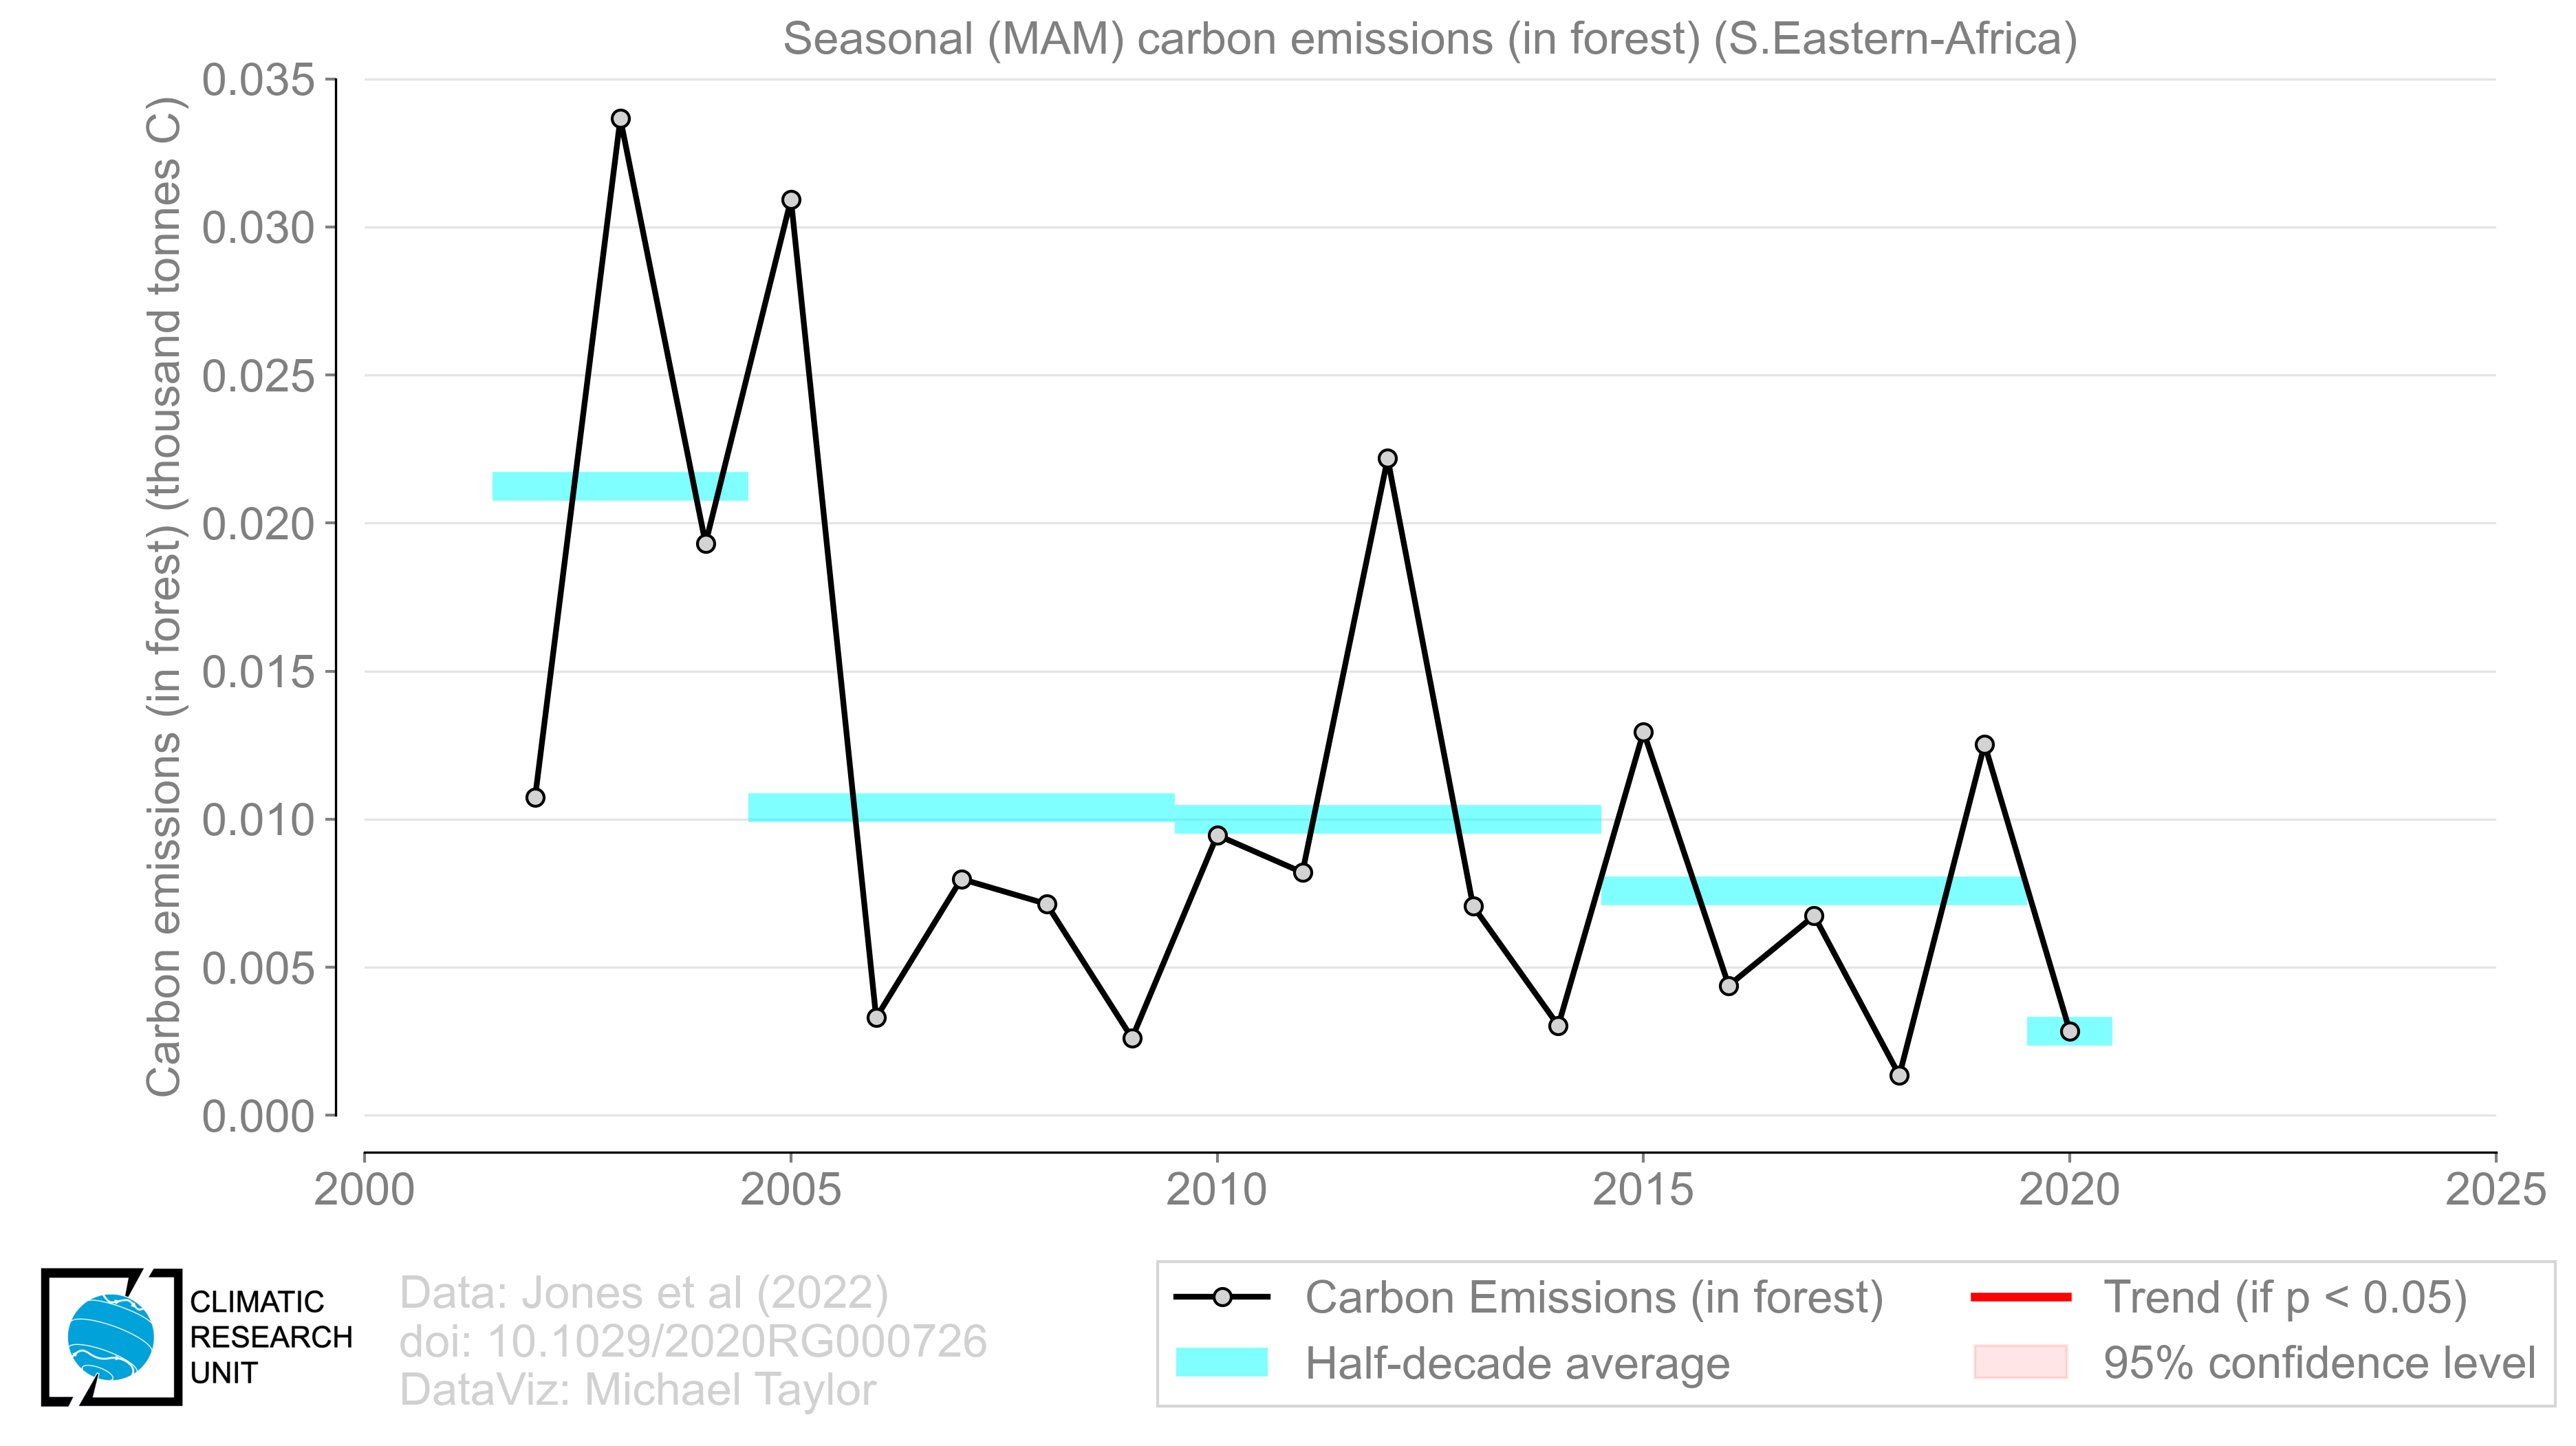 Seasonal (MAM) carbon emissions (in forest) (S.Eastern-Africa)
Carbon emissions (in forest) (thousand tonnes C)
0.035
0.030
0.025
0.020
0.015
0.010
0.005
0.000
2000 2005 2010 2015 2020 2025
CLIMATIC
RESEARCH
UNIT
Data: Jones et al (2022)
doi: 10.1029/2020RG000726
DataViz: Michael Taylor
Carbon Emissions (in forest)
Half-decade average
Trend (if p < 0.05)
95% confidence level